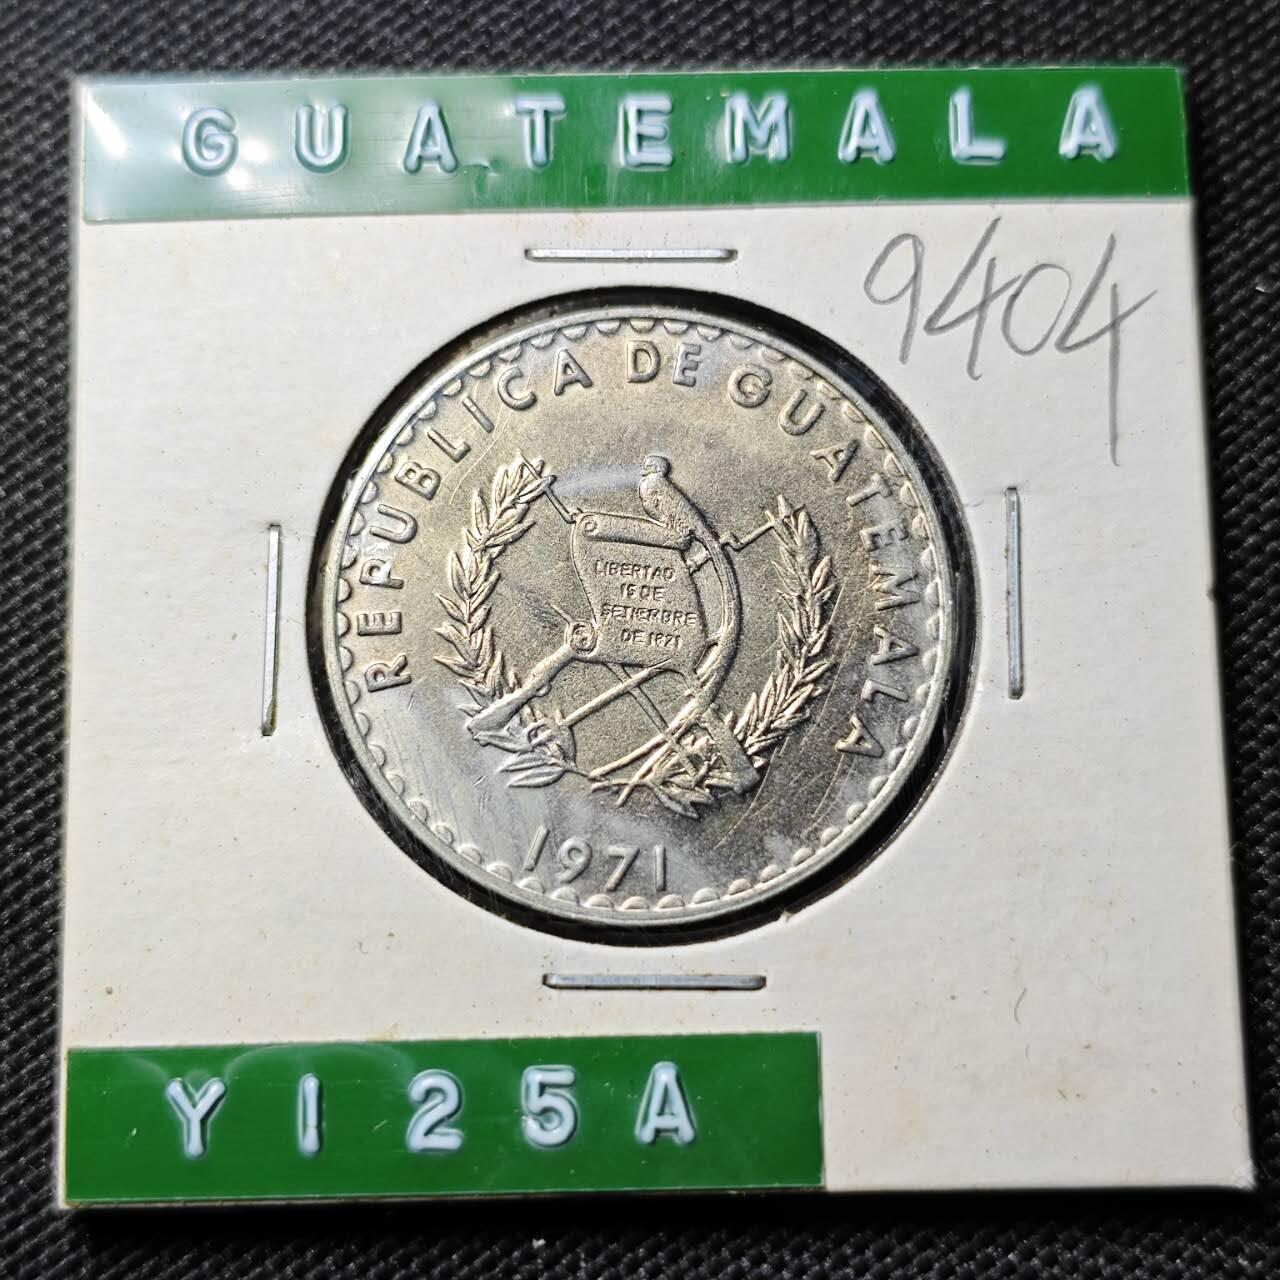 GUATEMALA
9404
REPUBLICA DE GUATEMALA
LIBERTAD
15 DE
SETIEMBRE
DE 1821
1971
Y125A